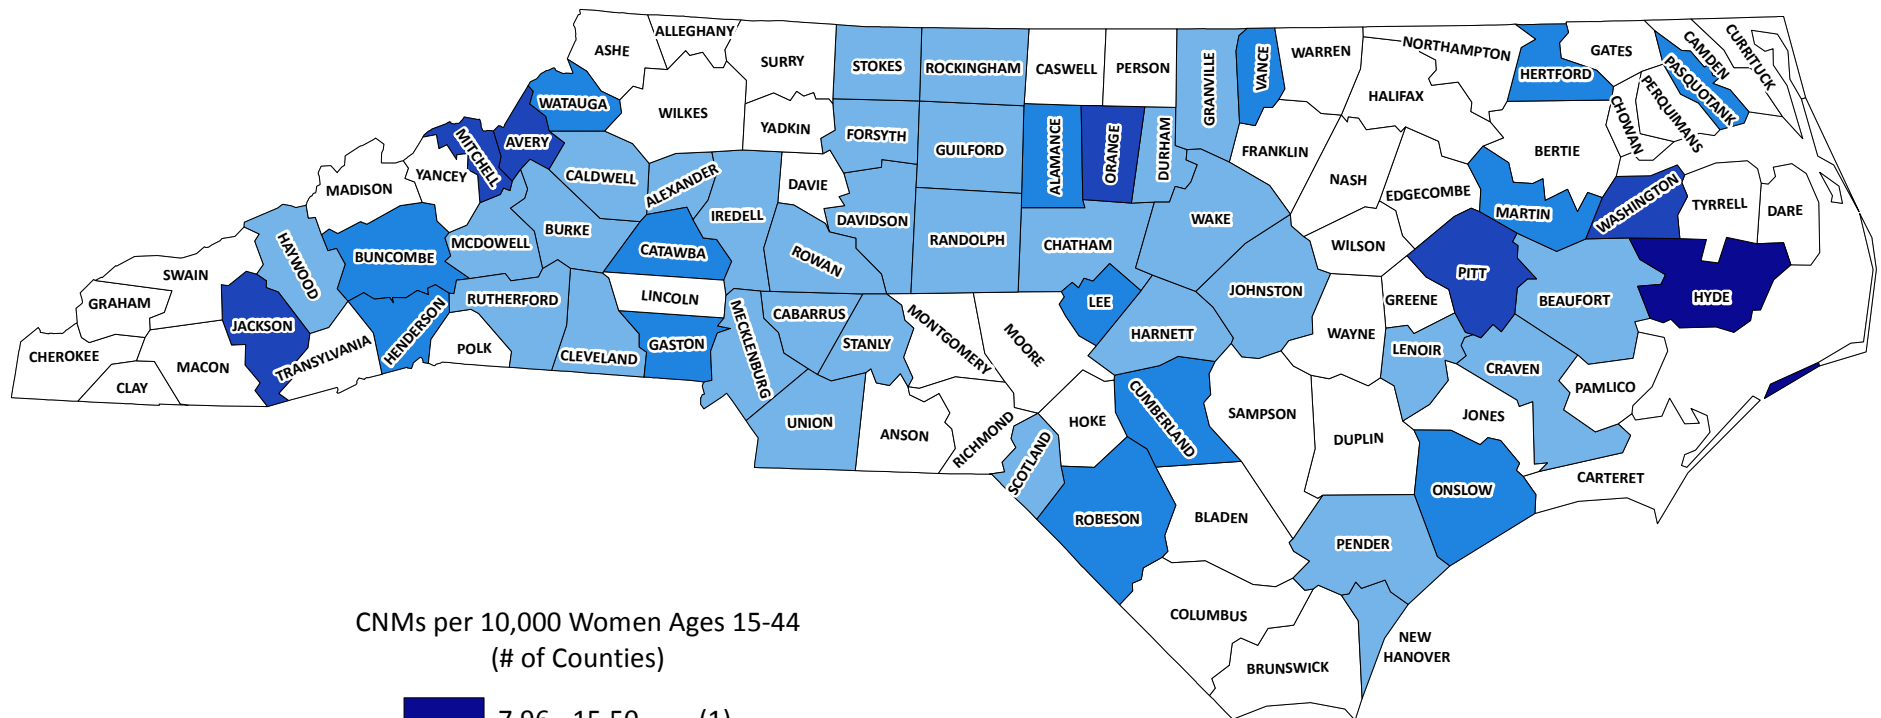 ALLEGHANY
ASHE
SURRY
STOKES
ROCKINGHAM
CASWELL
PERSON
GRANVILLE
VANCE
WARREN
NORTHAMPTON
HERTFORD
GATES
CAMDEN
CURRITUCK
PASQUOTANK
PERQUIMANS
CHOWAN
WATAUGA
WILKES
YADKIN
FORSYTH
GUILFORD
ALAMANCE
ORANGE
DURHAM
FRANKLIN
HALIFAX
BERTIE
MITCHELL
AVERY
CALDWELL
ALEXANDER
DAVIE
NASH
EDGECOMBE
MARTIN
WASHINGTON
TYRRELL
DARE
MADISON
YANCEY
BURKE
IREDELL
DAVIDSON
RANDOLPH
CHATHAM
WAKE
WILSON
HAYWOOD
BUNCOMBE
MCDOWELL
CATAWBA
ROWAN
JOHNSTON
PITT
BEAUFORT
HYDE
SWAIN
GRAHAM
JACKSON
HENDERSON
RUTHERFORD
LINCOLN
MECKLENBURG
CABARRUS
STANLY
MONTGOMERY
MOORE
LEE
HARNETT
WAYNE
GREENE
LENOIR
CRAVEN
PAMLICO
CHEROKEE
CLAY
MACON
TRANSYLVANIA
POLK
CLEVELAND
GASTON
UNION
ANSON
RICHMOND
SCOTLAND
HOKE
CUMBERLAND
SAMPSON
DUPLIN
JONES
ONSLOW
CARTERET
ROBESON
BLADEN
PENDER
COLUMBUS
BRUNSWICK
NEW
HANOVER
CNMs per 10,000 Women Ages 15-44
(# of Counties)
7.96 - 15.50 (1)